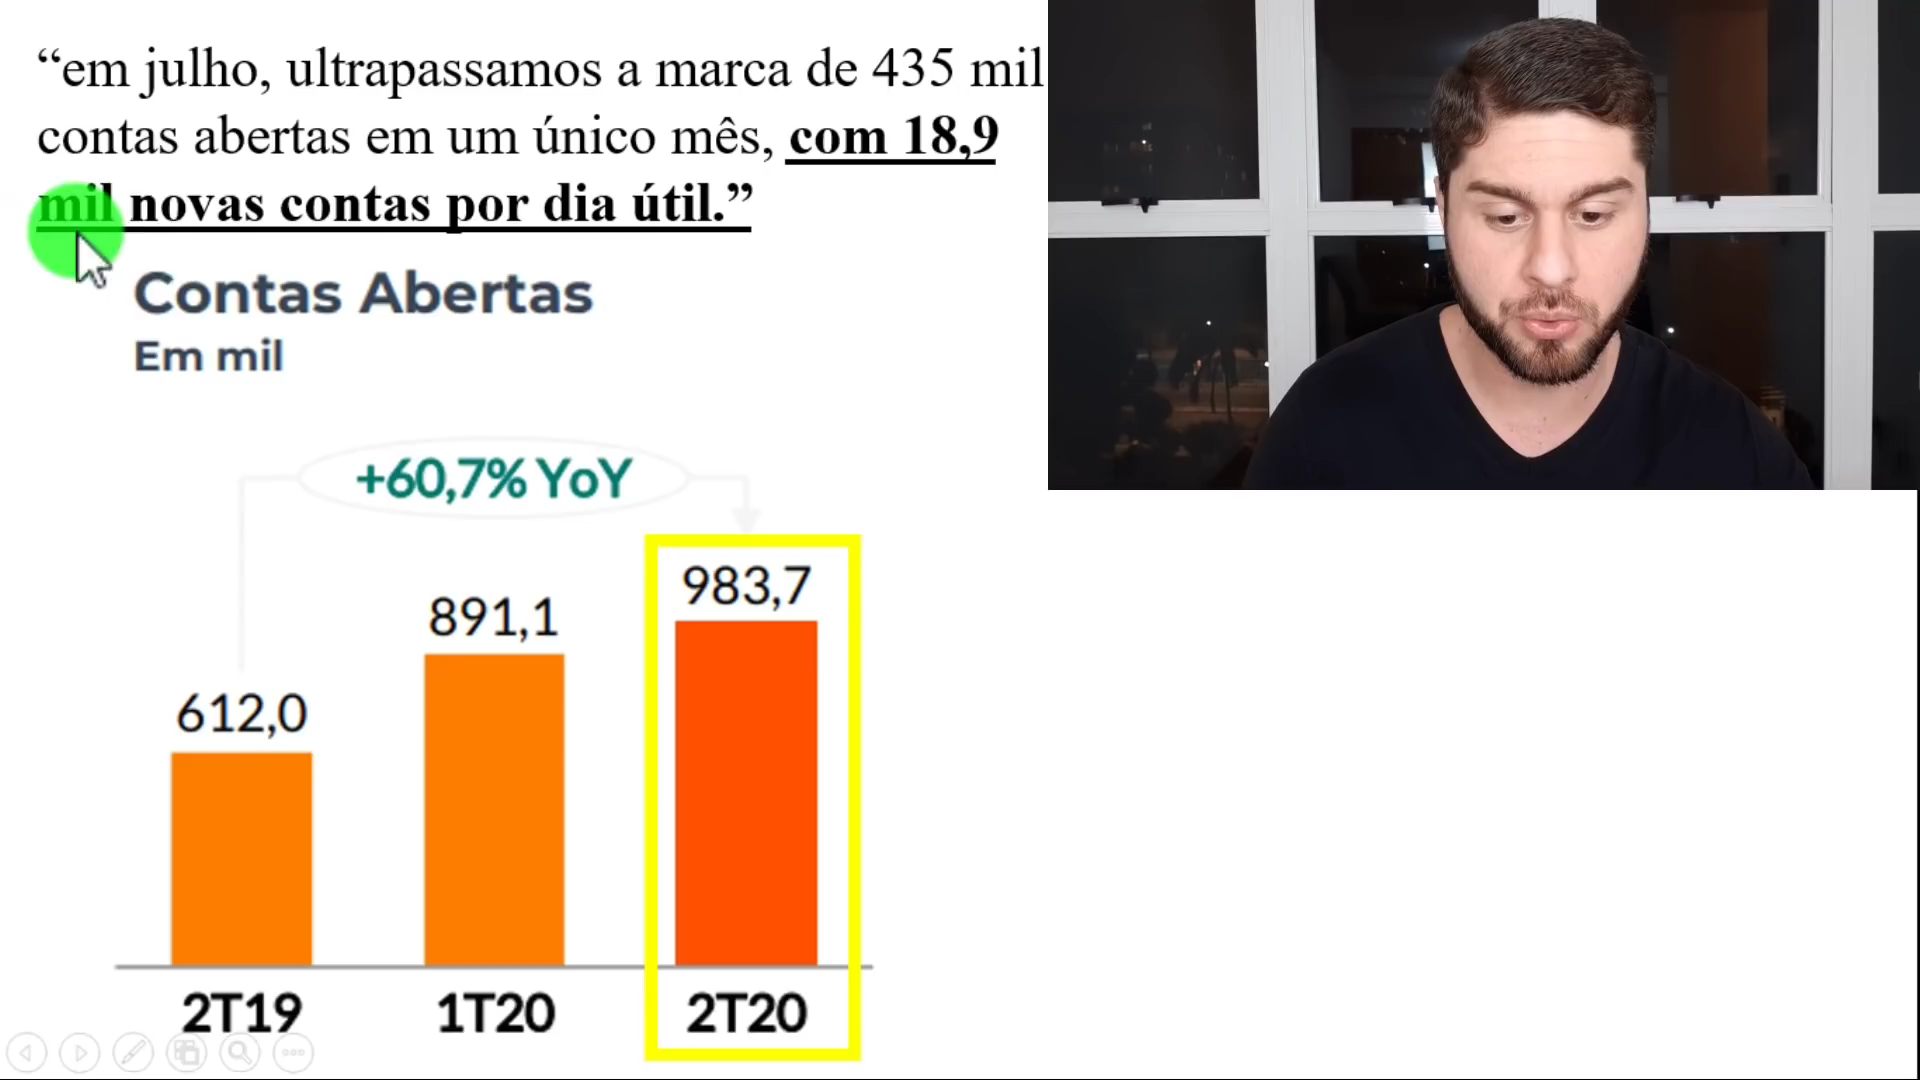 “em julho, ultrapassamos a marca de 435 mil
contas abertas em um único mês, com 18,9
mil novas contas por dia útil.”
Contas Abertas
Em mil
+60,7% YoY
612,0
891,1
983,7
2T19
1T20
2T20